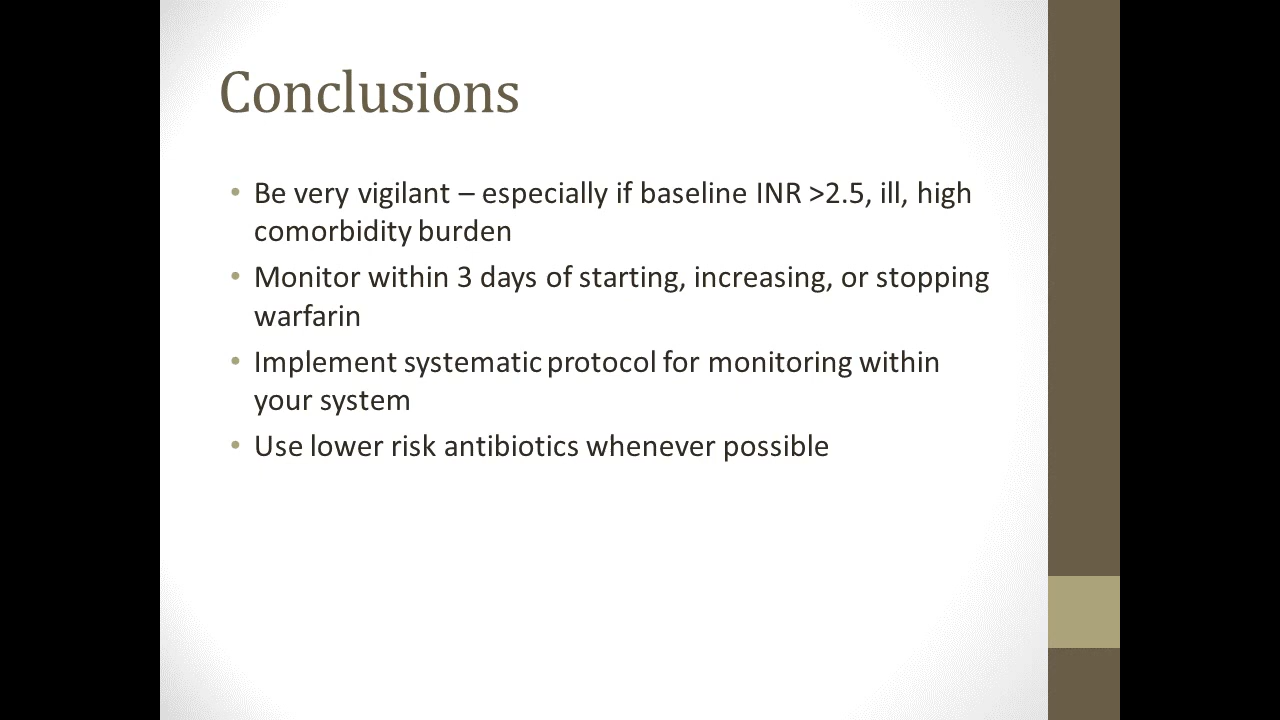 Conclusions
• Be very vigilant – especially if baseline INR >2.5, ill, high
comorbidity burden
• Monitor within 3 days of starting, increasing, or stopping
warfarin
• Implement systematic protocol for monitoring within
your system
• Use lower risk antibiotics whenever possible